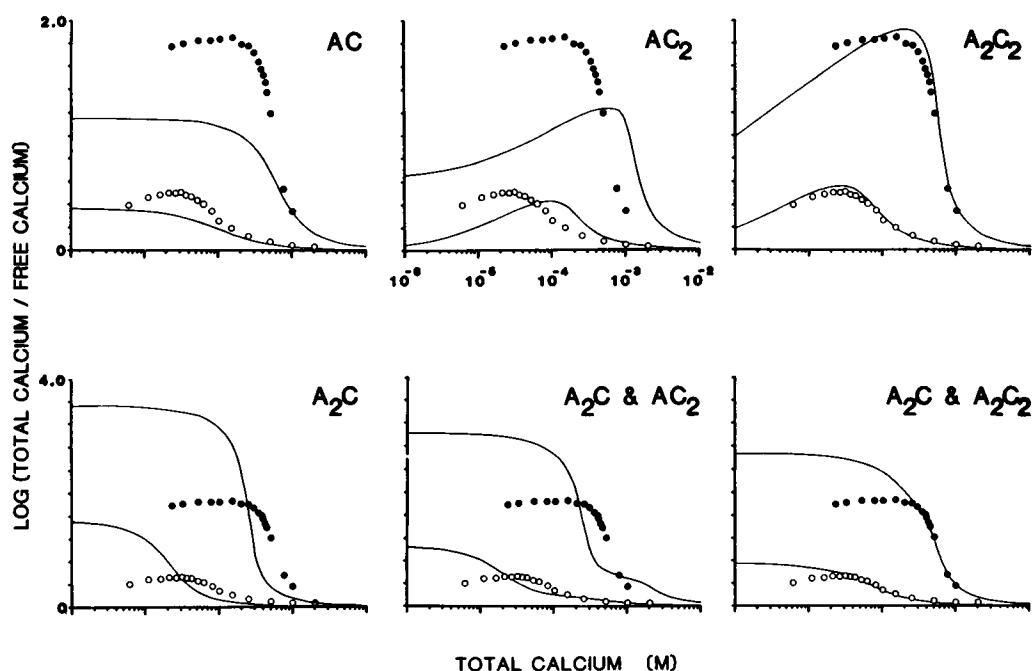 LOG (TOTAL CALCIUM / FREE CALCIUM)
2.0
0
AC
AC₂
A₂C₂
10⁻⁶ 10⁻⁵ 10⁻⁴ 10⁻³ 10⁻²
4.0
0
A₂C
A₂C & AC₂
A₂C & A₂C₂
TOTAL CALCIUM (M)